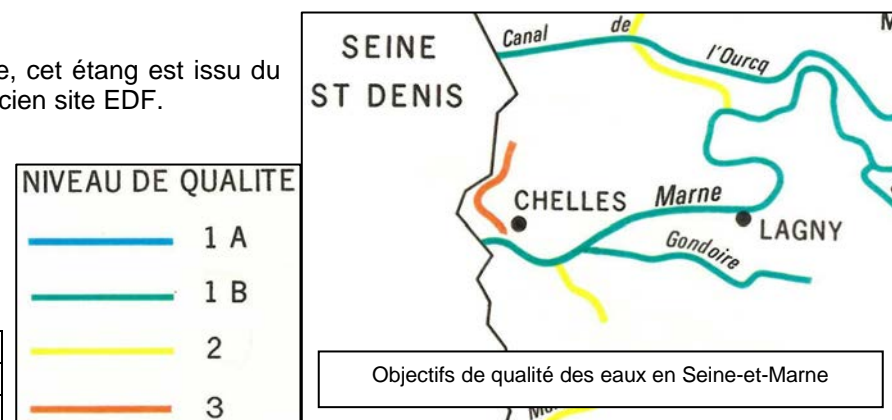 e, cet étang est issu du
cien site EDF.
NIVEAU DE QUALITE
1 A
1 B
2
3
SEINE
ST DENIS
Canal de l'Ourcq
M
CHELLES
Marne
LAGNY
Gondoire
Objectifs de qualité des eaux en Seine-et-Marne